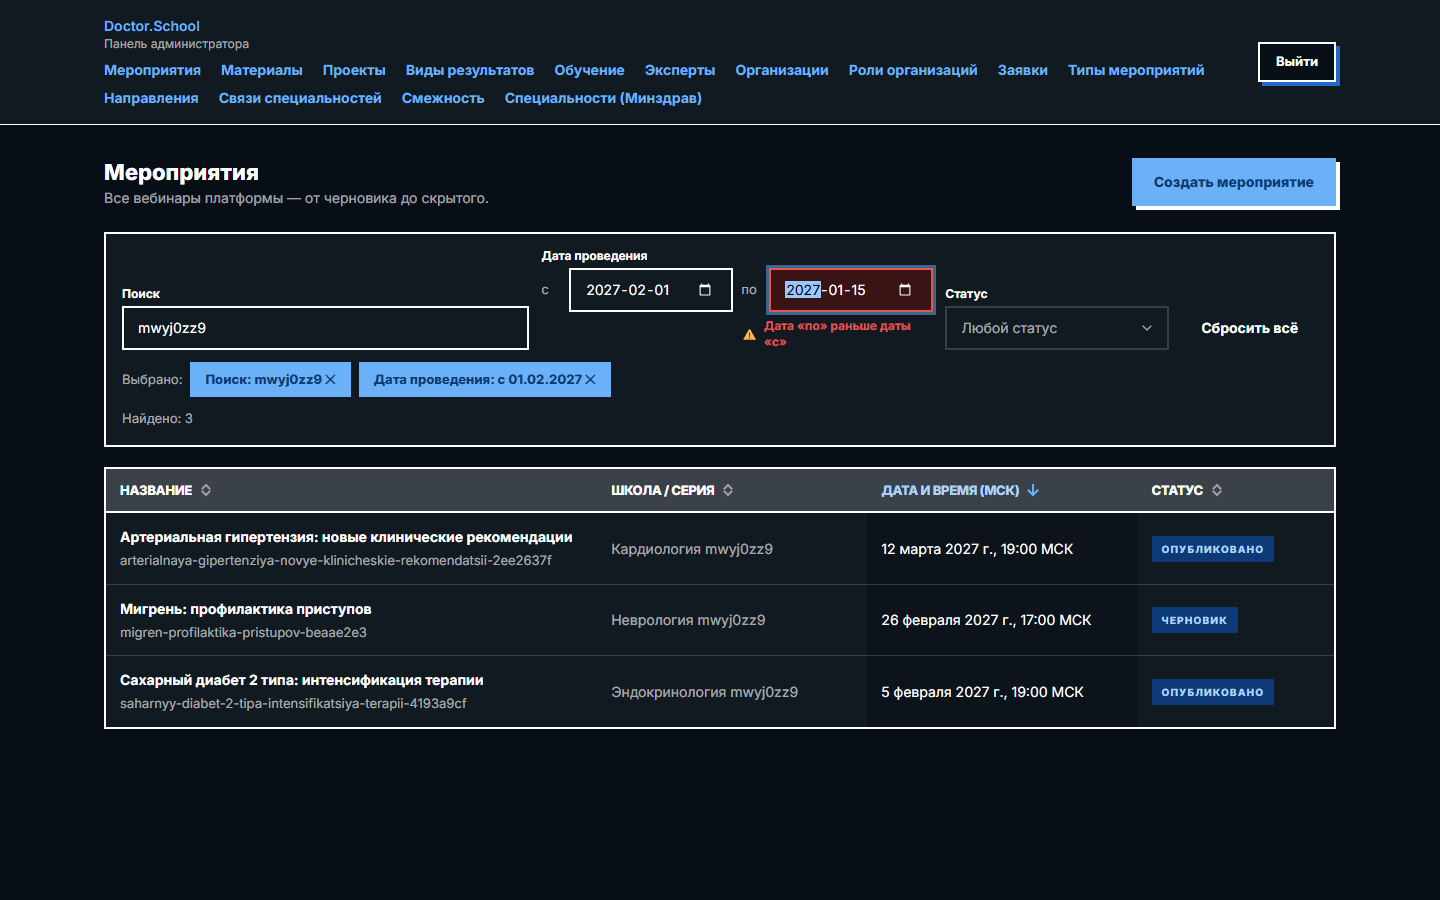 Doctor.School
Панель администратора
Мероприятия Материалы Проекты Виды результатов Обучение Эксперты Организации Роли организаций Заявки Типы мероприятий
Направления Связи специальностей Смежность Специальности (Минздрав)
Выйти
Мероприятия
Все вебинары платформы — от черновика до скрытого.
Создать мероприятие
Поиск
mwyj0zz9
Дата проведения
с 2027-02-01 по 2027-01-15
Дата «по» раньше даты
«с»
Статус
Любой статус
Сбросить всё
Выбрано: Поиск: mwyj0zz9 Дата проведения: с 01.02.2027
Найдено: 3
НАЗВАНИЕ ШКОЛА / СЕРИЯ ДАТА И ВРЕМЯ (МСК) СТАТУС
Артериальная гипертензия: новые клинические рекомендации
arterialnaya-gipertenziya-novye-klinicheskie-rekomendatsii-2ee2637f
Кардиология mwyj0zz9
12 марта 2027 г., 19:00 МСК
ОПУБЛИКОВАНО
Мигрень: профилактика приступов
migren-profilaktika-pristupov-beaae2e3
Неврология mwyj0zz9
26 февраля 2027 г., 17:00 МСК
ЧЕРНОВИК
Сахарный диабет 2 типа: интенсификация терапии
saharnyy-diabet-2-tipa-intensifikatsiya-terapii-4193a9cf
Эндокринология mwyj0zz9
5 февраля 2027 г., 19:00 МСК
ОПУБЛИКОВАНО